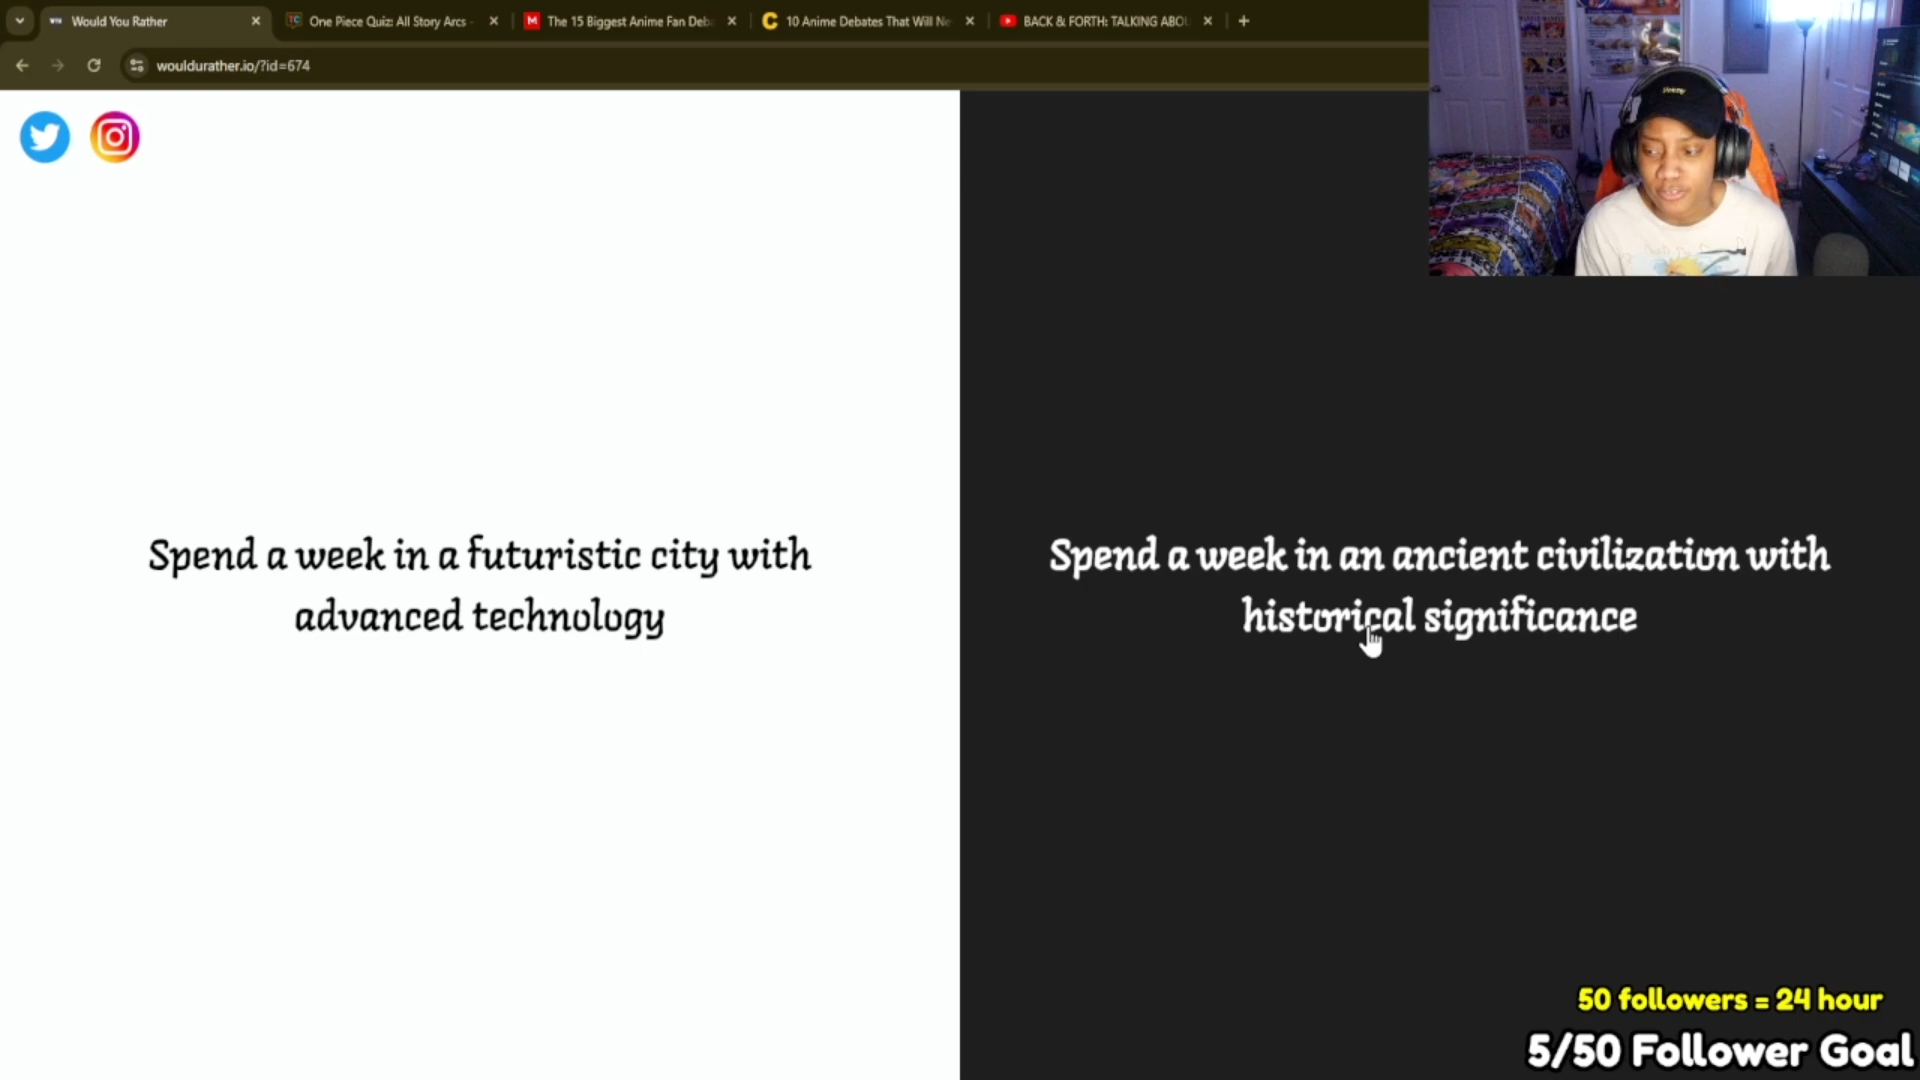 Would You Rather
One Piece Quiz: All Story Arcs -
The 15 Biggest Anime Fan Deb
10 Anime Debates That Will Ne
BACK & FORTH: TALKING ABO
wouldurather.io/?id=674
Spend a week in a futuristic city with
advanced technology
Spend a week in an ancient civilization with
historical significance
50 followers = 24 hour
5/50 Follower Goal